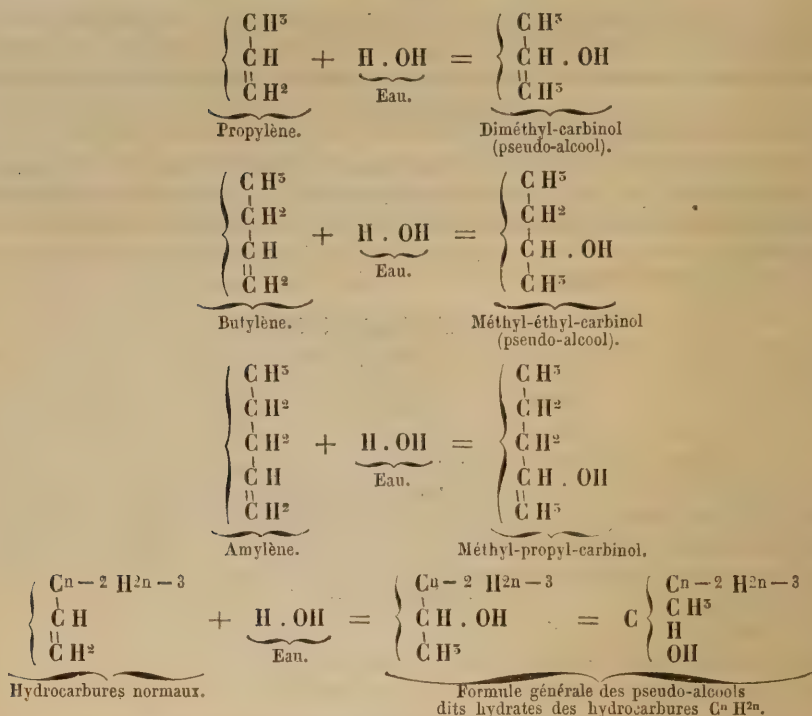 C H³ C H³
C H + H . OH = C H . OH
C H² Eau. C H³
Propylène. Diméthyl-carbinol
(pseudo-alcool).
C H³ C H³
C H² C H²
C H + H . OH = C H . OH
C H² Eau. C H³
Butylène. Méthyl-éthyl-carbinol
(pseudo-alcool).
C H³ C H³
C H² C H²
C H² + H . OH = C H²
C H Eau. C H . OH
C H² C H³
Amylène. Méthyl-propyl-carbinol.
Cⁿ⁻² H²ⁿ⁻³ Cⁿ⁻² H²ⁿ⁻³ Cⁿ⁻² H²ⁿ⁻³
C H + H . OH = C H . OH = C C H³
C H² Eau. C H³ H
OH
Hydrocarbures normaux. Formule générale des pseudo-alcools
dits hydrates des hydrocarbures Cⁿ H²ⁿ.